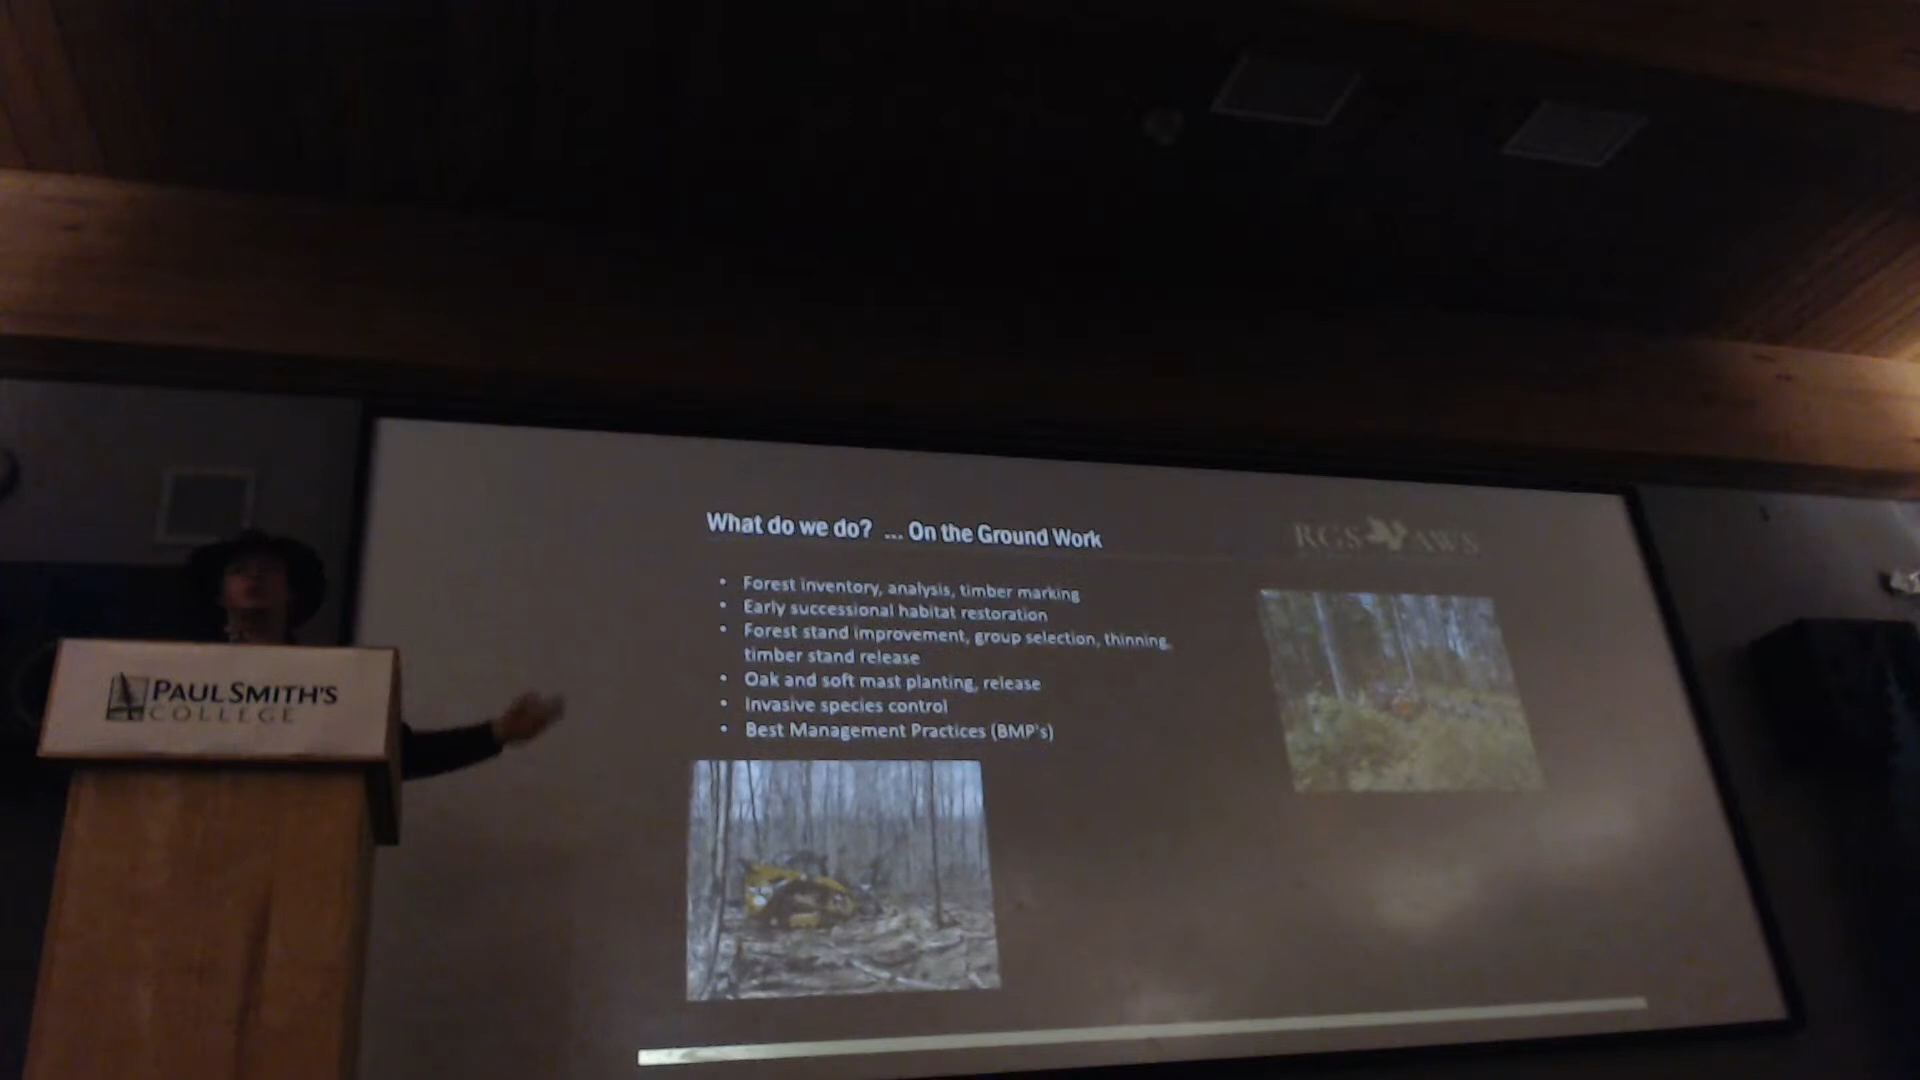 What do we do? ... On the Ground Work
RGS AWS
• Forest inventory, analysis, timber marking
• Early successional habitat restoration
• Forest stand improvement, group selection, thinning,
timber stand release
• Oak and soft mast planting, release
• Invasive species control
• Best Management Practices (BMP's)
PAUL SMITH'S
COLLEGE